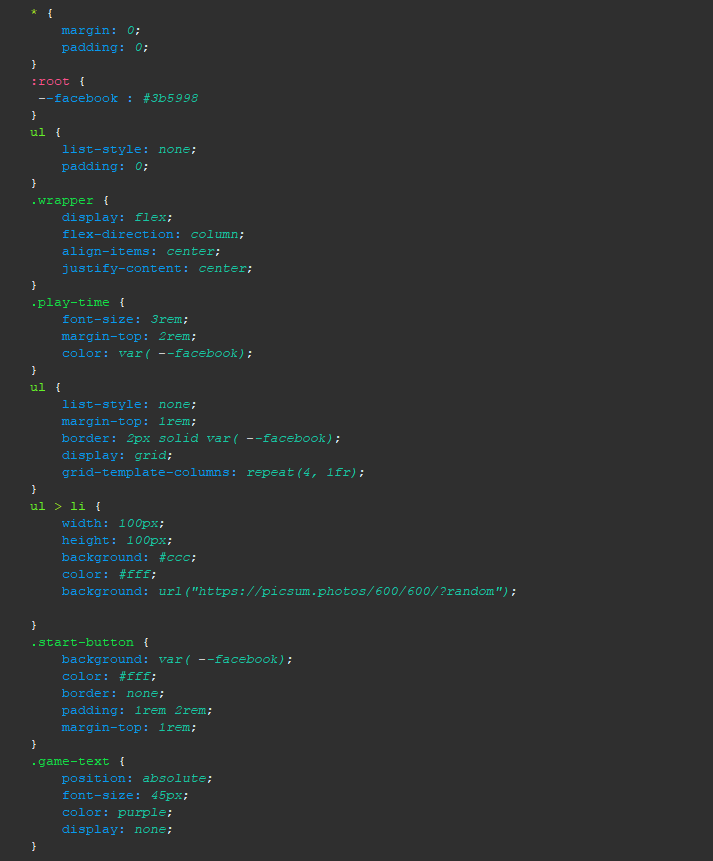 * {
    margin: 0;
    padding: 0;
}
:root {
 --facebook : #3b5998
}
ul {
    list-style: none;
    padding: 0;
}
.wrapper {
    display: flex;
    flex-direction: column;
    align-items: center;
    justify-content: center;
}
.play-time {
    font-size: 3rem;
    margin-top: 2rem;
    color: var( --facebook);
}
ul {
    list-style: none;
    margin-top: 1rem;
    border: 2px solid var( --facebook);
    display: grid;
    grid-template-columns: repeat(4, 1fr);
}
ul > li {
    width: 100px;
    height: 100px;
    background: #ccc;
    color: #fff;
    background: url("https://picsum.photos/600/600/?random");

}
.start-button {
    background: var( --facebook);
    color: #fff;
    border: none;
    padding: 1rem 2rem;
    margin-top: 1rem;
}
.game-text {
    position: absolute;
    font-size: 45px;
    color: purple;
    display: none;
}